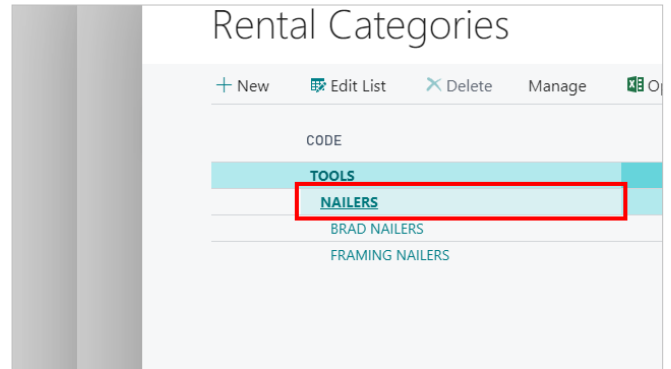 Rental Categories
+ New Edit List Delete Manage
CODE
TOOLS
NAILERS
BRAD NAILERS
FRAMING NAILERS